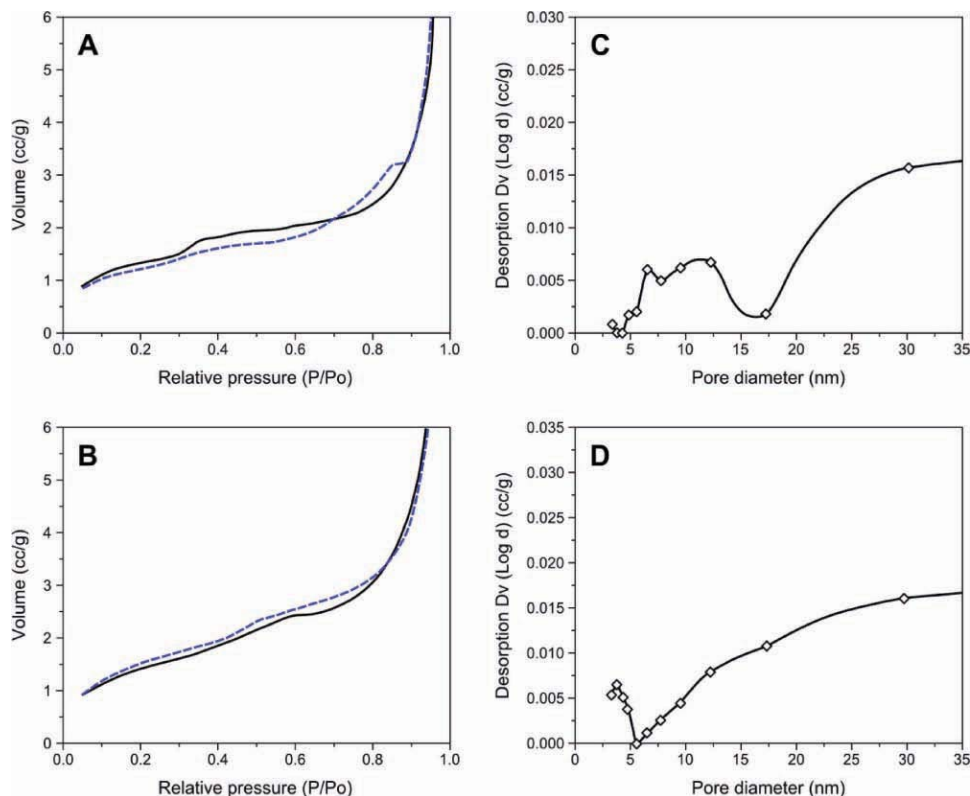 A
Volume (cc/g)
6
5
4
3
2
1
0
0.0 0.2 0.4 0.6 0.8 1.0
Relative pressure (P/Po)
C
Desorption Dv (Log d) (cc/g)
0.030
0.025
0.020
0.015
0.010
0.005
0.000
0 5 10 15 20 25 30 35
Pore diameter (nm)
B
Volume (cc/g)
6
5
4
3
2
1
0
0.0 0.2 0.4 0.6 0.8 1.0
Relative pressure (P/Po)
D
Desorption Dv (Log d) (cc/g)
0.035
0.030
0.025
0.020
0.015
0.010
0.005
0.000
0 5 10 15 20 25 30 35
Pore diameter (nm)